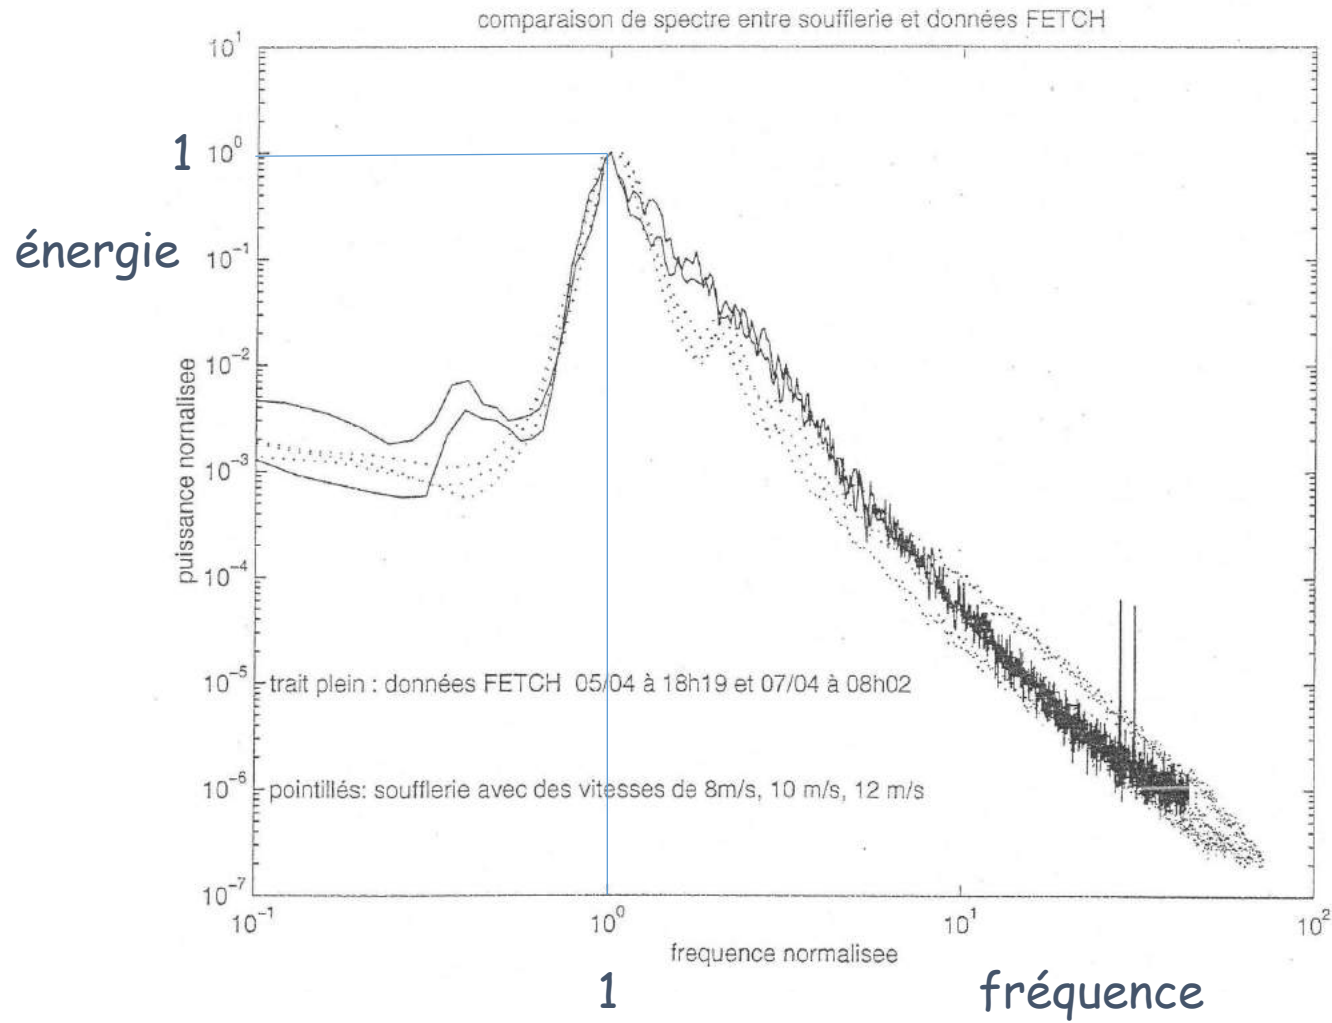 comparaison de spectre entre soufflerie et données FETCH
10^1
1
10^0
énergie
10^-1
10^-2
puissance nornalisee
10^-3
10^-4
10^-5
trait plein : données FETCH 05/04 à 18h19 et 07/04 à 08h02
10^-6
pointillés: soufflerie avec des vitesses de 8m/s, 10 m/s, 12 m/s
10^-7
10^-1
10^0
10^1
10^2
frequence normalisee
1
fréquence